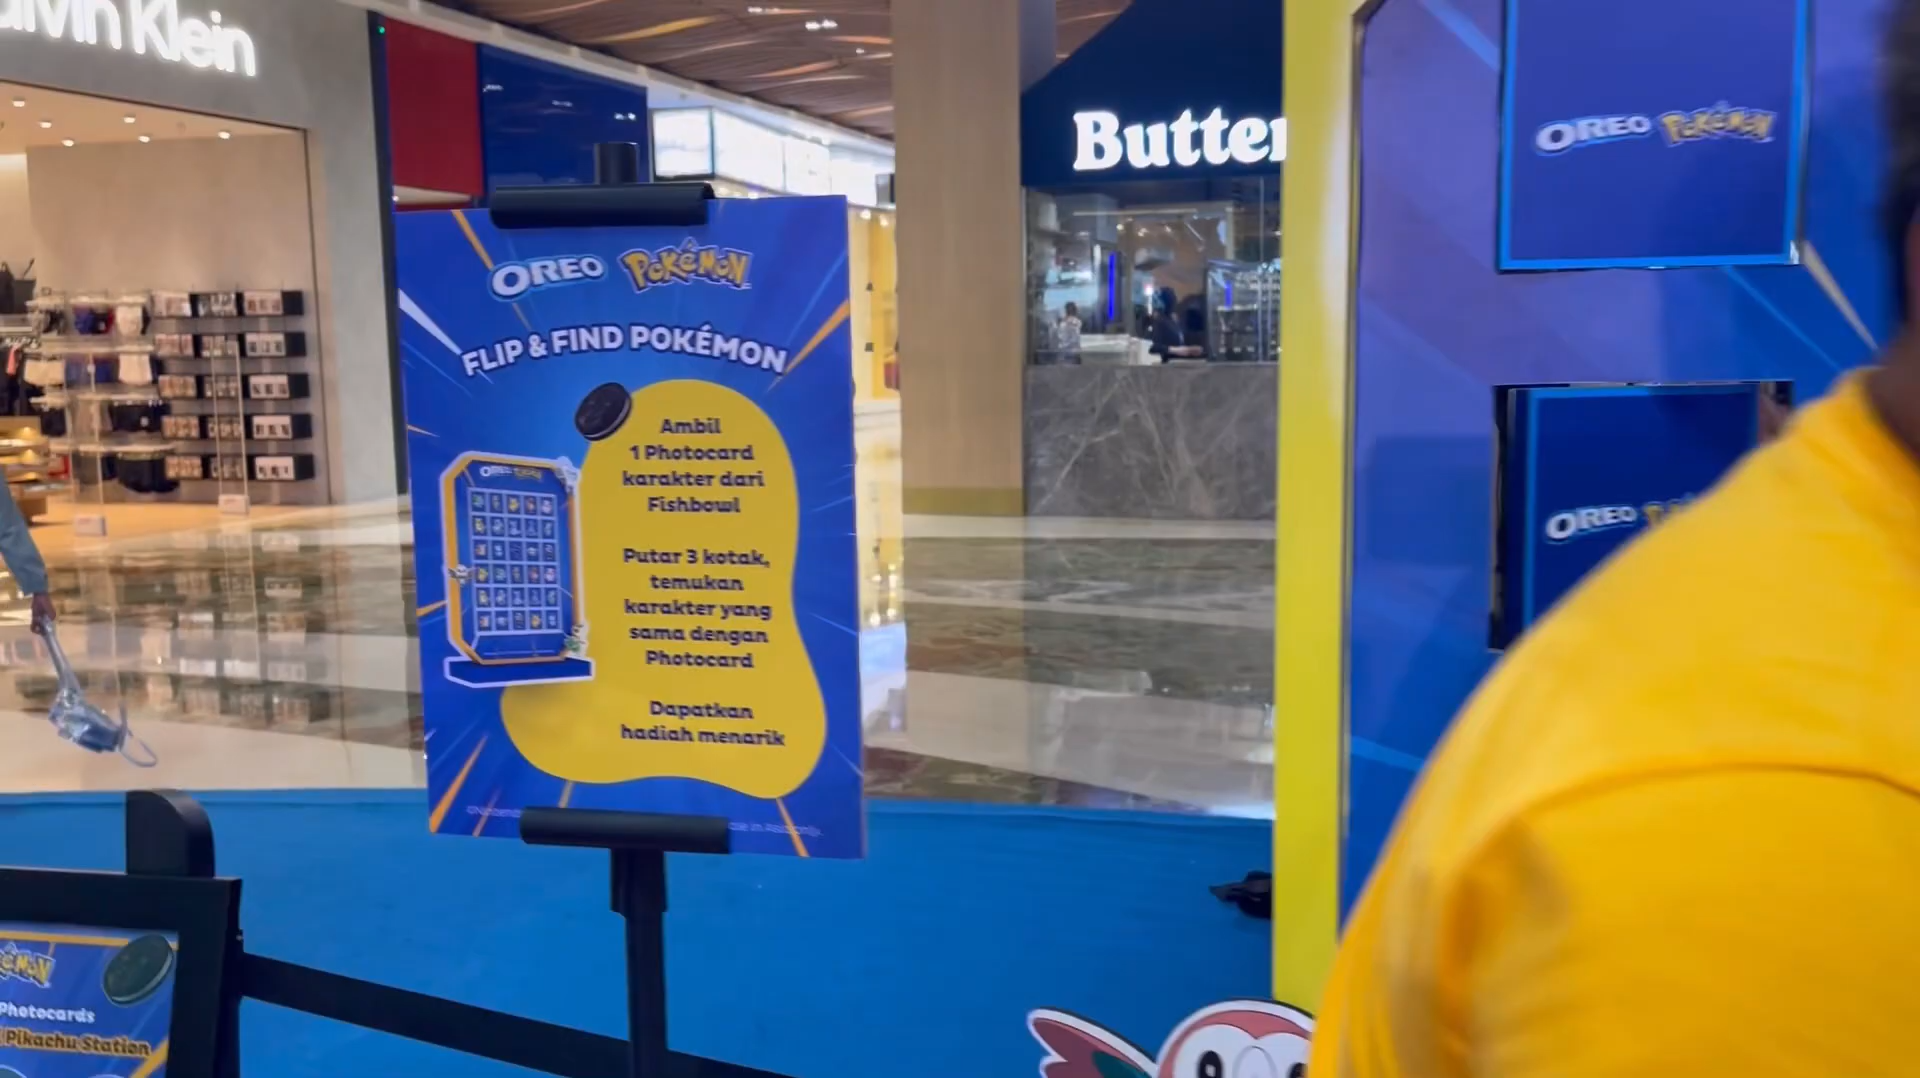 Calvin Klein
Butter
OREO POKÉMON
FLIP & FIND POKÉMON
Ambil
1 Photocard
karakter dari
Fishbowl
Putar 3 kotak,
temukan
karakter yang
sama dengan
Photocard
Dapatkan
hadiah menarik
OREO POKÉMON
OREO
Photocards
Pikachu Station